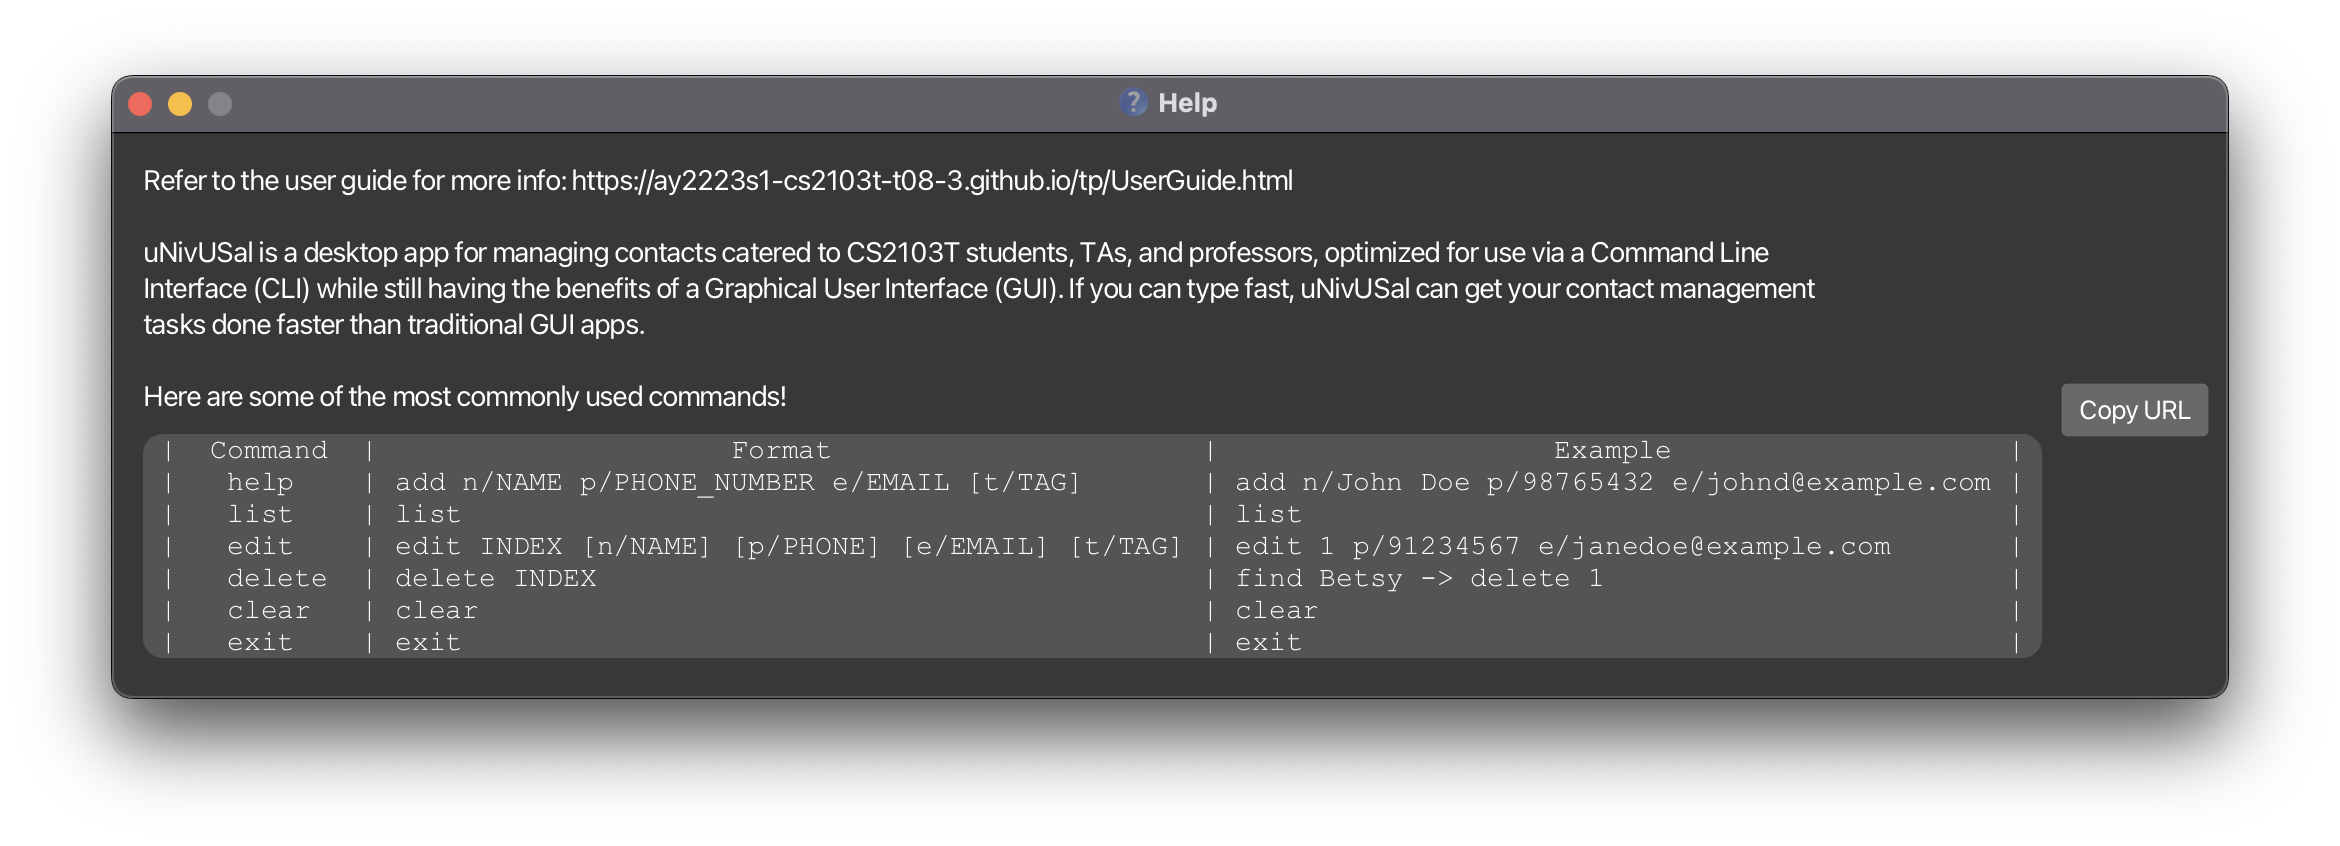 Help
Refer to the user guide for more info: https://ay2223s1-cs2103t-t08-3.github.io/tp/UserGuide.html
uNivUSal is a desktop app for managing contacts catered to CS2103T students, TAs, and professors, optimized for use via a Command Line
Interface (CLI) while still having the benefits of a Graphical User Interface (GUI). If you can type fast, uNivUSal can get your contact management
tasks done faster than traditional GUI apps.
Here are some of the most commonly used commands!
Copy URL
| Command | Format | Example |
| help | add n/NAME p/PHONE_NUMBER e/EMAIL [t/TAG] | add n/John Doe p/98765432 e/johnd@example.com |
| list | list | list |
| edit | edit INDEX [n/NAME] [p/PHONE] [e/EMAIL] [t/TAG] | edit 1 p/91234567 e/janedoe@example.com |
| delete | delete INDEX | find Betsy -> delete 1 |
| clear | clear | clear |
| exit | exit | exit |